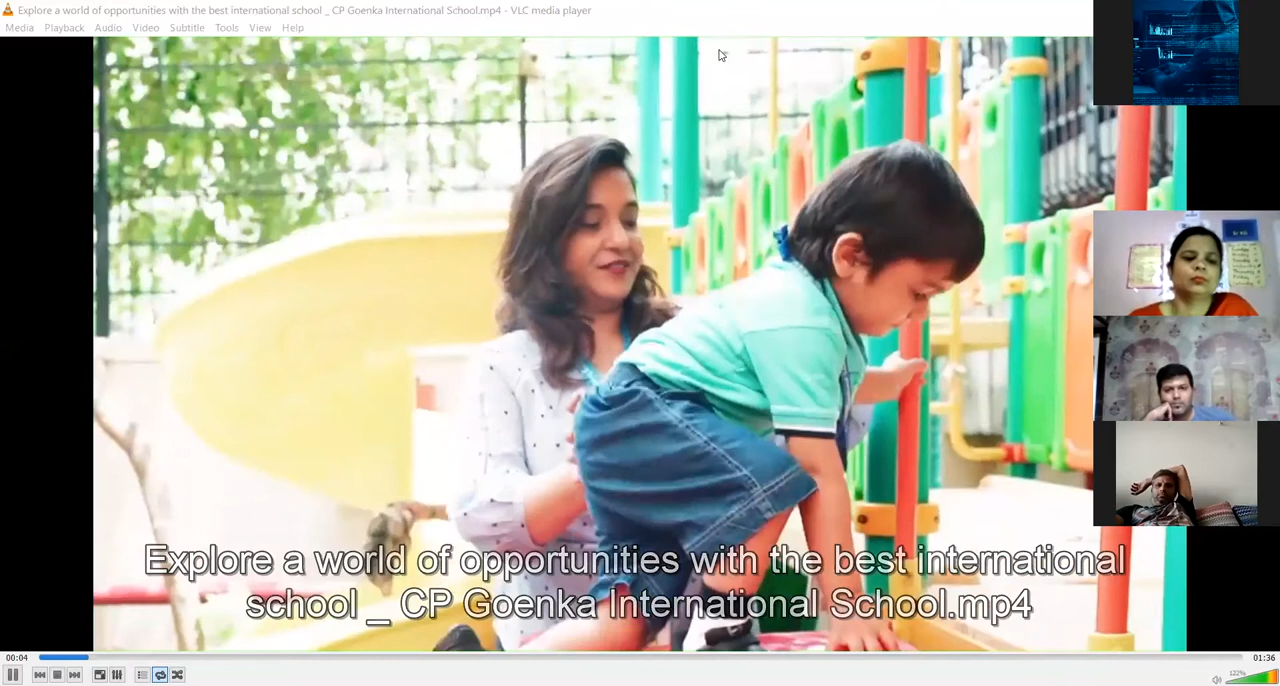 Explore a world of opportunities with the best international school _ CP Goenka International School.mp4 - VLC media player
Media Playback Audio Video Subtitle Tools View Help
Explore a world of opportunities with the best international
school _ CP Goenka International School.mp4
00:04
01:36
122%